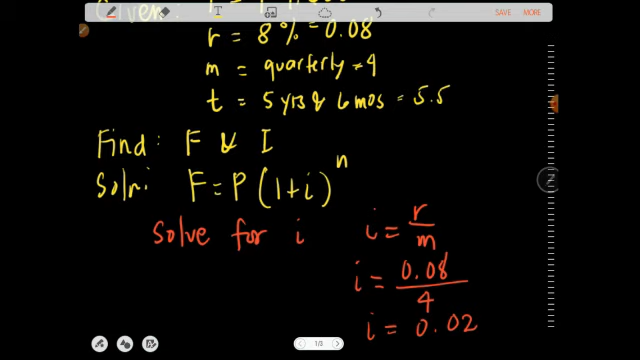 SAVE MORE
Given:
r = 8% = 0.08
m = quarterly = 4
t = 5 yrs & 6 mos = 5.5
Find: F & I
Soln: F = P(1+i)^n
Solve for i
i = r/m
i = 0.08/4
i = 0.02
1/3